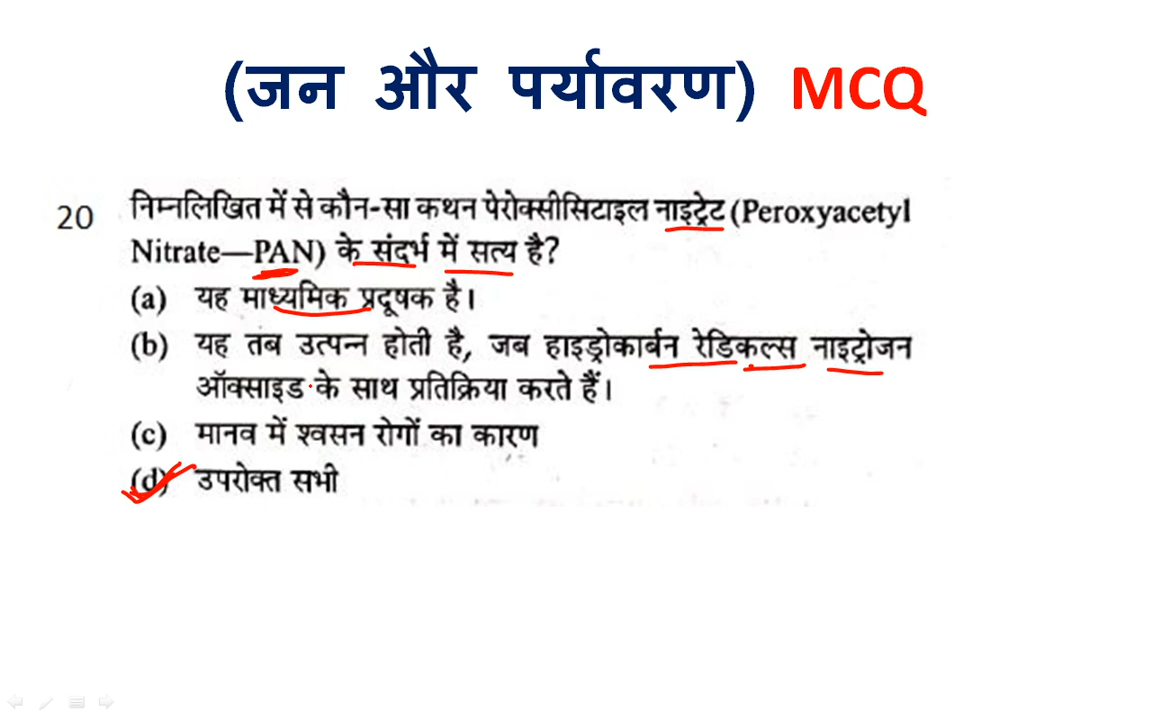 (जन और पर्यावरण) MCQ
20 निम्नलिखित में से कौन-सा कथन पेरोक्सीसिटाइल नाइट्रेट (Peroxyacetyl
Nitrate—PAN) के संदर्भ में सत्य है?
(a) यह माध्यमिक प्रदूषक है।
(b) यह तब उत्पन्न होती है, जब हाइड्रोकार्बन रेडिकल्स नाइट्रोजन
ऑक्साइड के साथ प्रतिक्रिया करते हैं।
(c) मानव में श्वसन रोगों का कारण
(d) उपरोक्त सभी